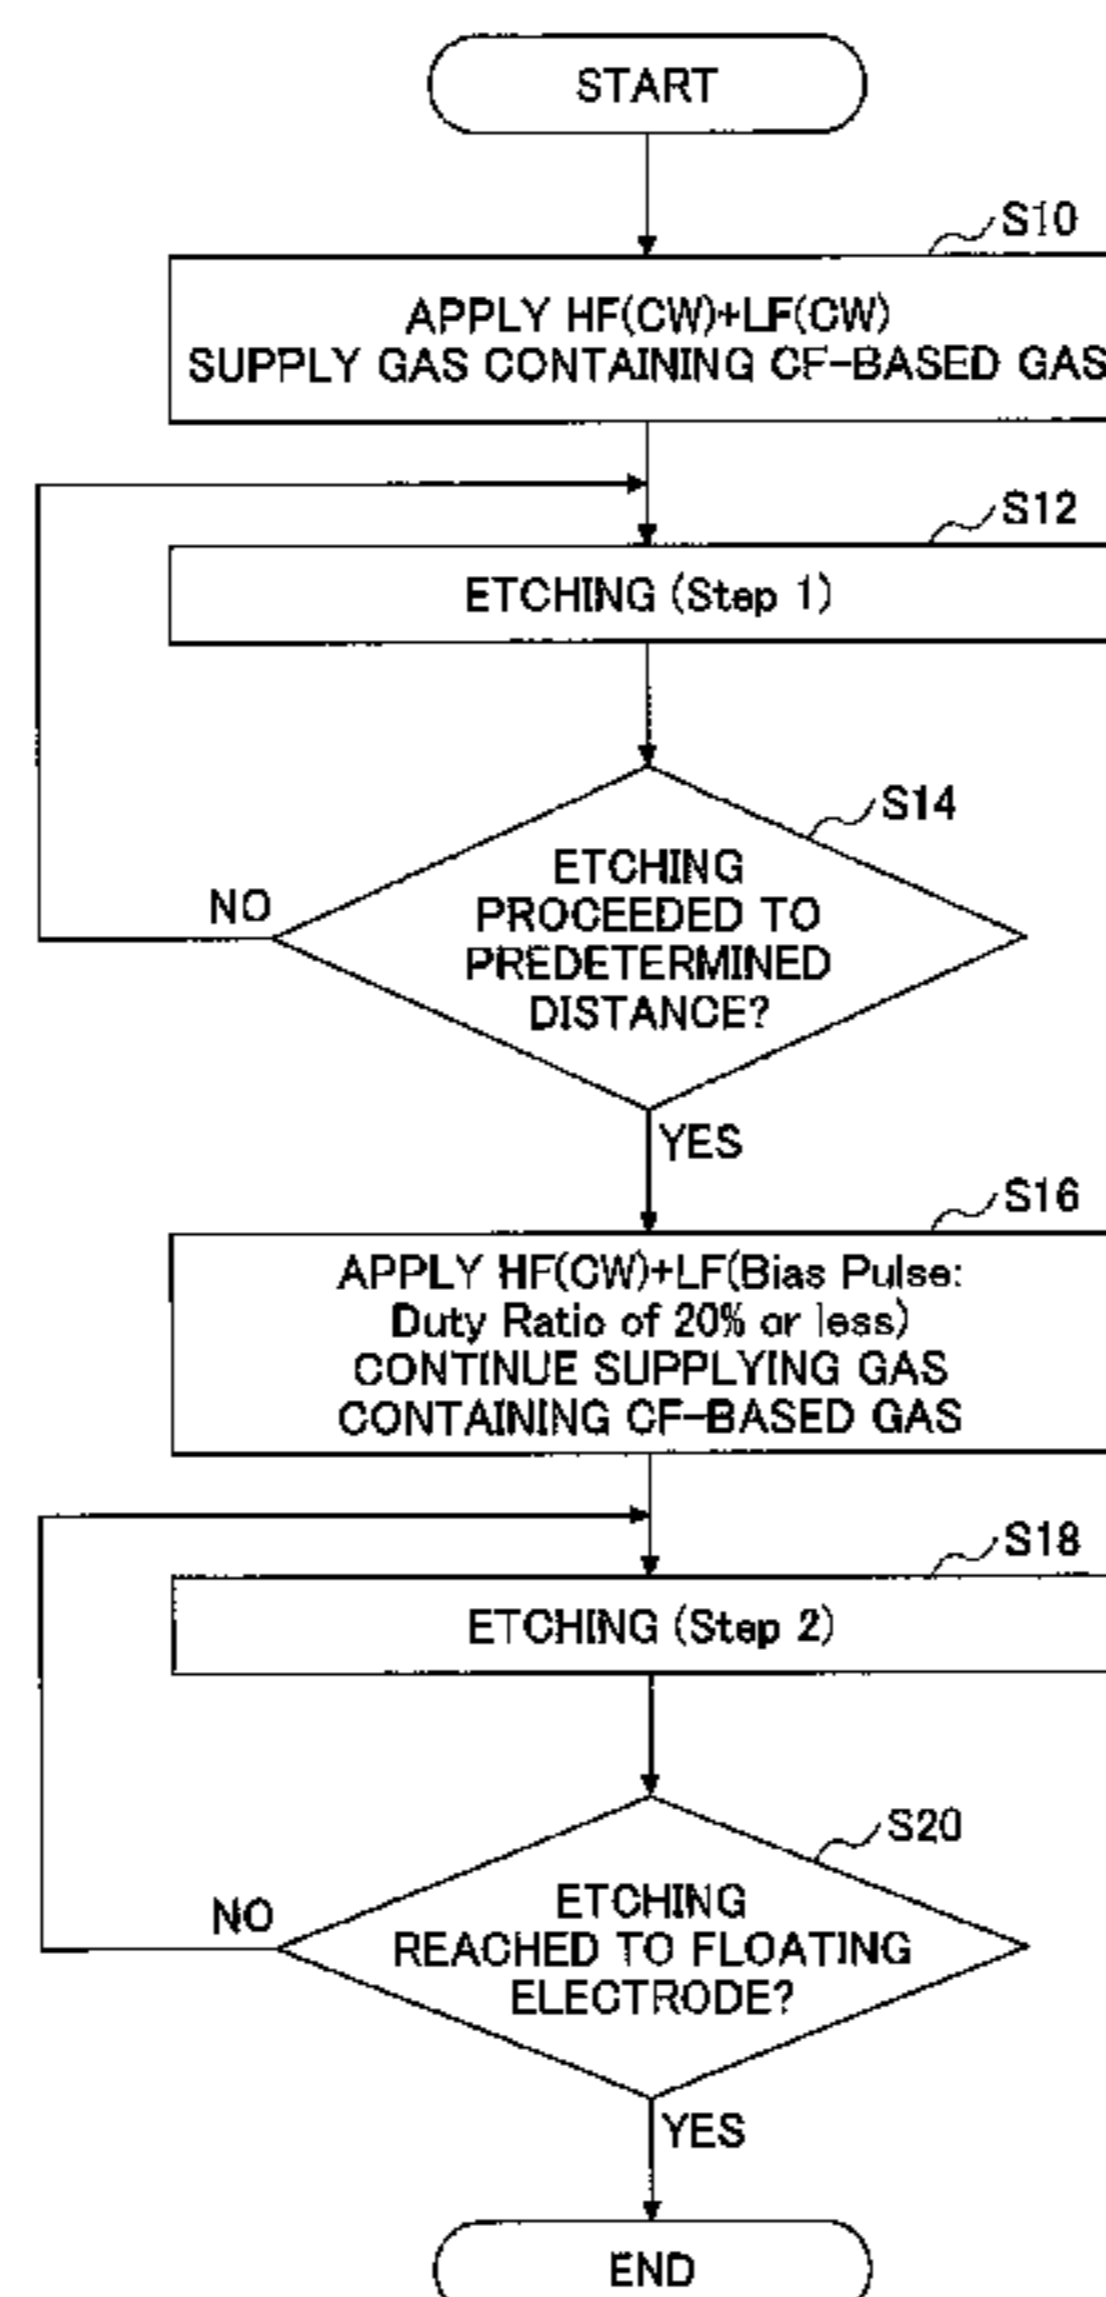 START
S10
APPLY HF(CW)+LF(CW)
SUPPLY GAS CONTAINING CF-BASED GAS
S12
ETCHING (Step 1)
S14
ETCHING
PROCEEDED TO
PREDETERMINED
DISTANCE?
NO
YES
S16
APPLY HF(CW)+LF(Bias Pulse:
Duty Ratio of 20% or less)
CONTINUE SUPPLYING GAS
CONTAINING CF-BASED GAS
S18
ETCHING (Step 2)
S20
ETCHING
REACHED TO FLOATING
ELECTRODE?
NO
YES
END